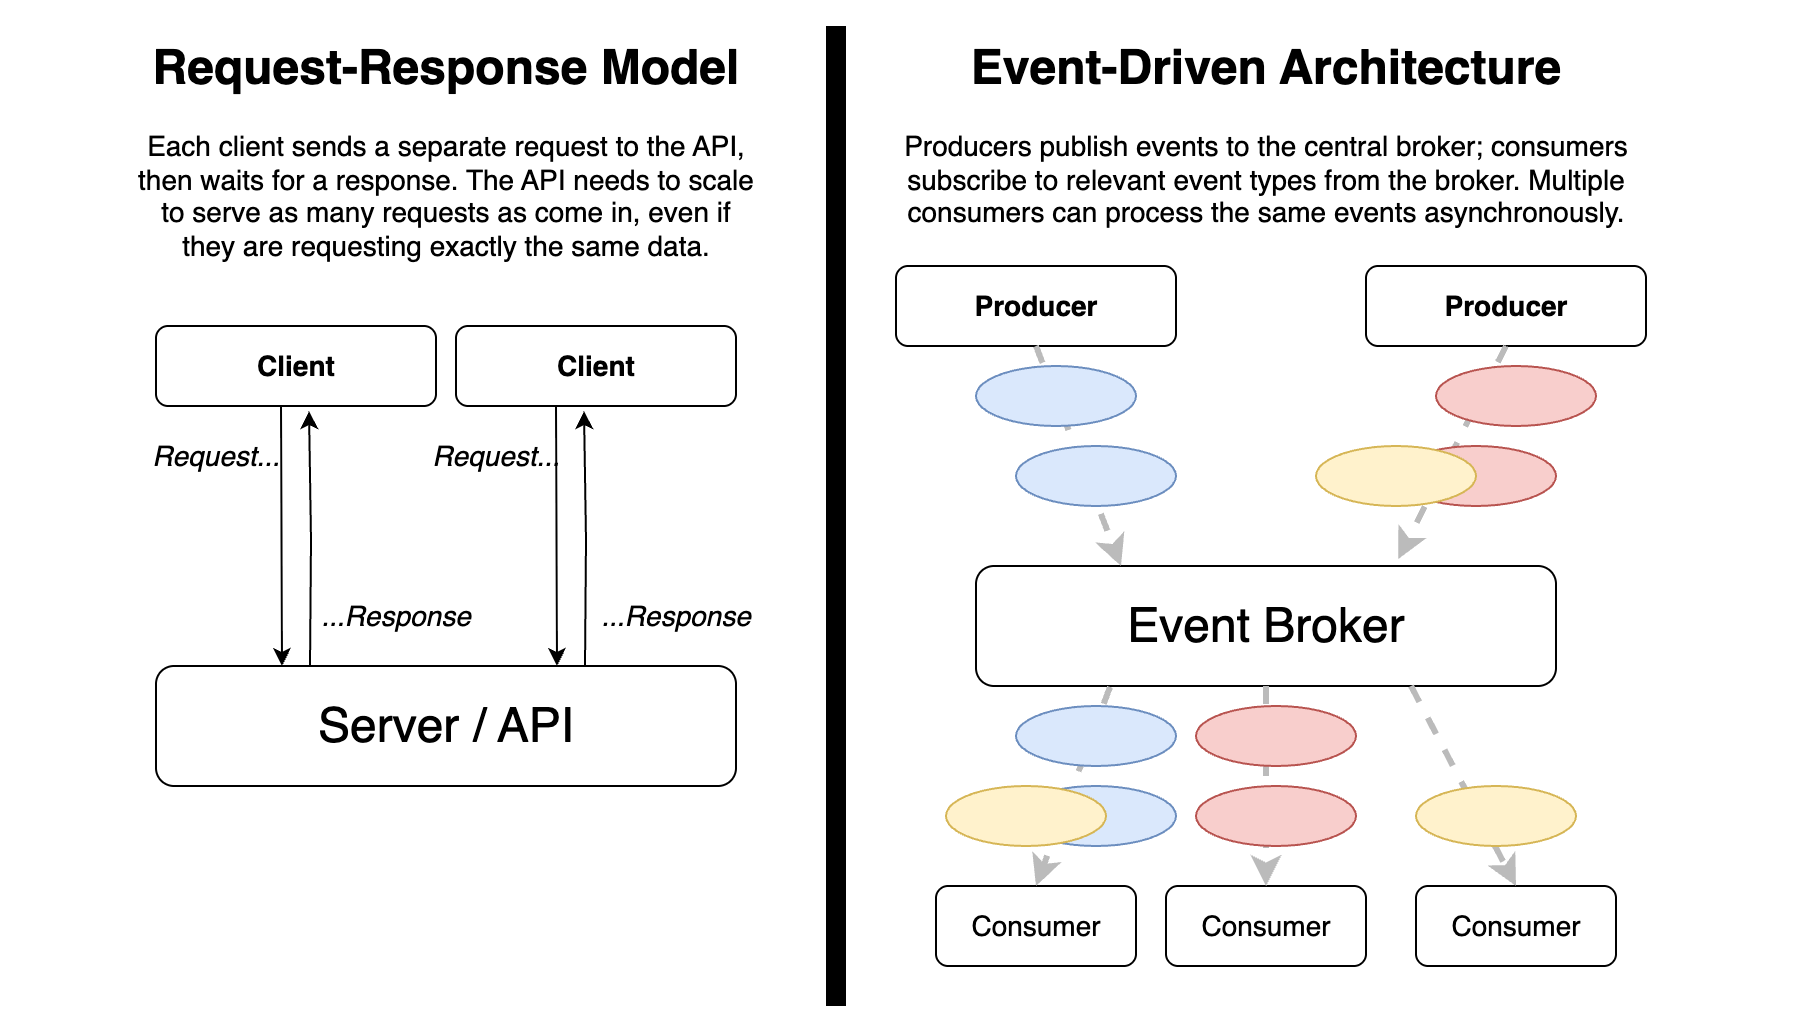 Request-Response Model
Each client sends a separate request to the API,
then waits for a response. The API needs to scale
to serve as many requests as come in, even if
they are requesting exactly the same data.
Client
Client
Request...
Request...
...Response
...Response
Server / API
Event-Driven Architecture
Producers publish events to the central broker; consumers
subscribe to relevant event types from the broker. Multiple
consumers can process the same events asynchronously.
Producer
Producer
Event Broker
Consumer
Consumer
Consumer